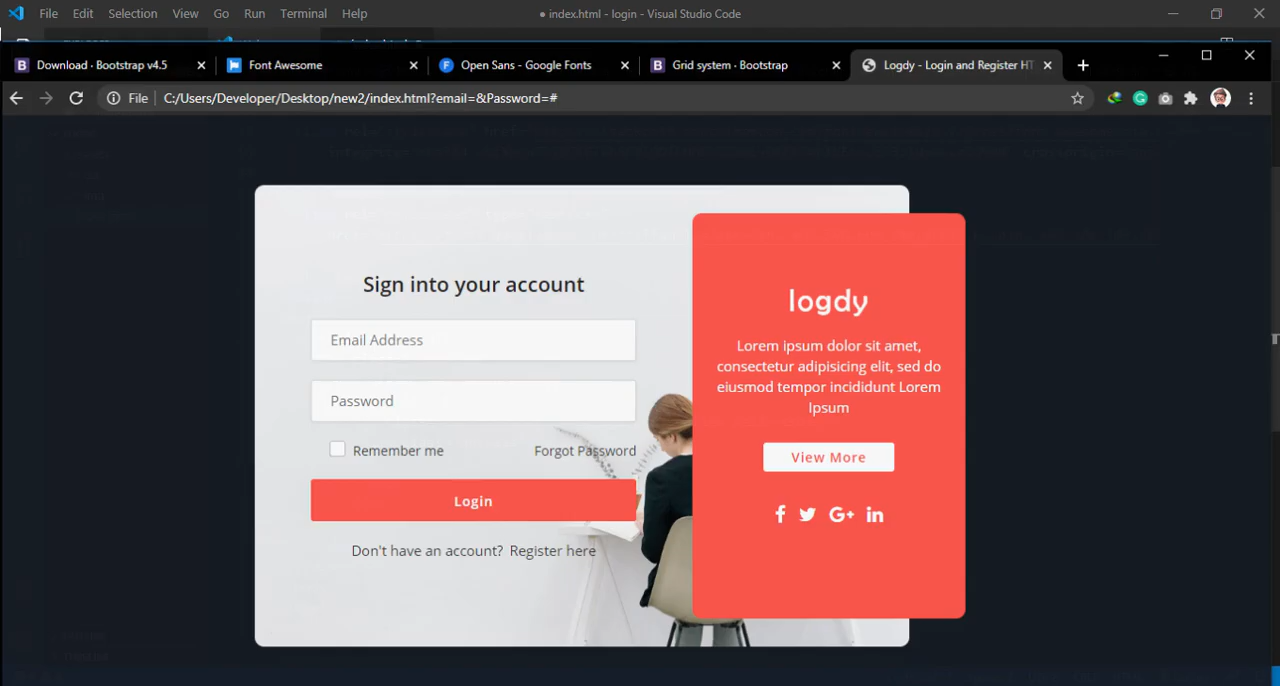 File Edit Selection View Go Run Terminal Help
● index.html - login - Visual Studio Code
Download · Bootstrap v4.5
Font Awesome
Open Sans - Google Fonts
Grid system · Bootstrap
Logdy - Login and Register HT
File C:/Users/Developer/Desktop/new2/index.html?email=&Password=#
Sign into your account
Email Address
Password
Remember me
Forgot Password
Login
Don't have an account? Register here
logdy
Lorem ipsum dolor sit amet,
consectetur adipisicing elit, sed do
eiusmod tempor incididunt Lorem
Ipsum
View More